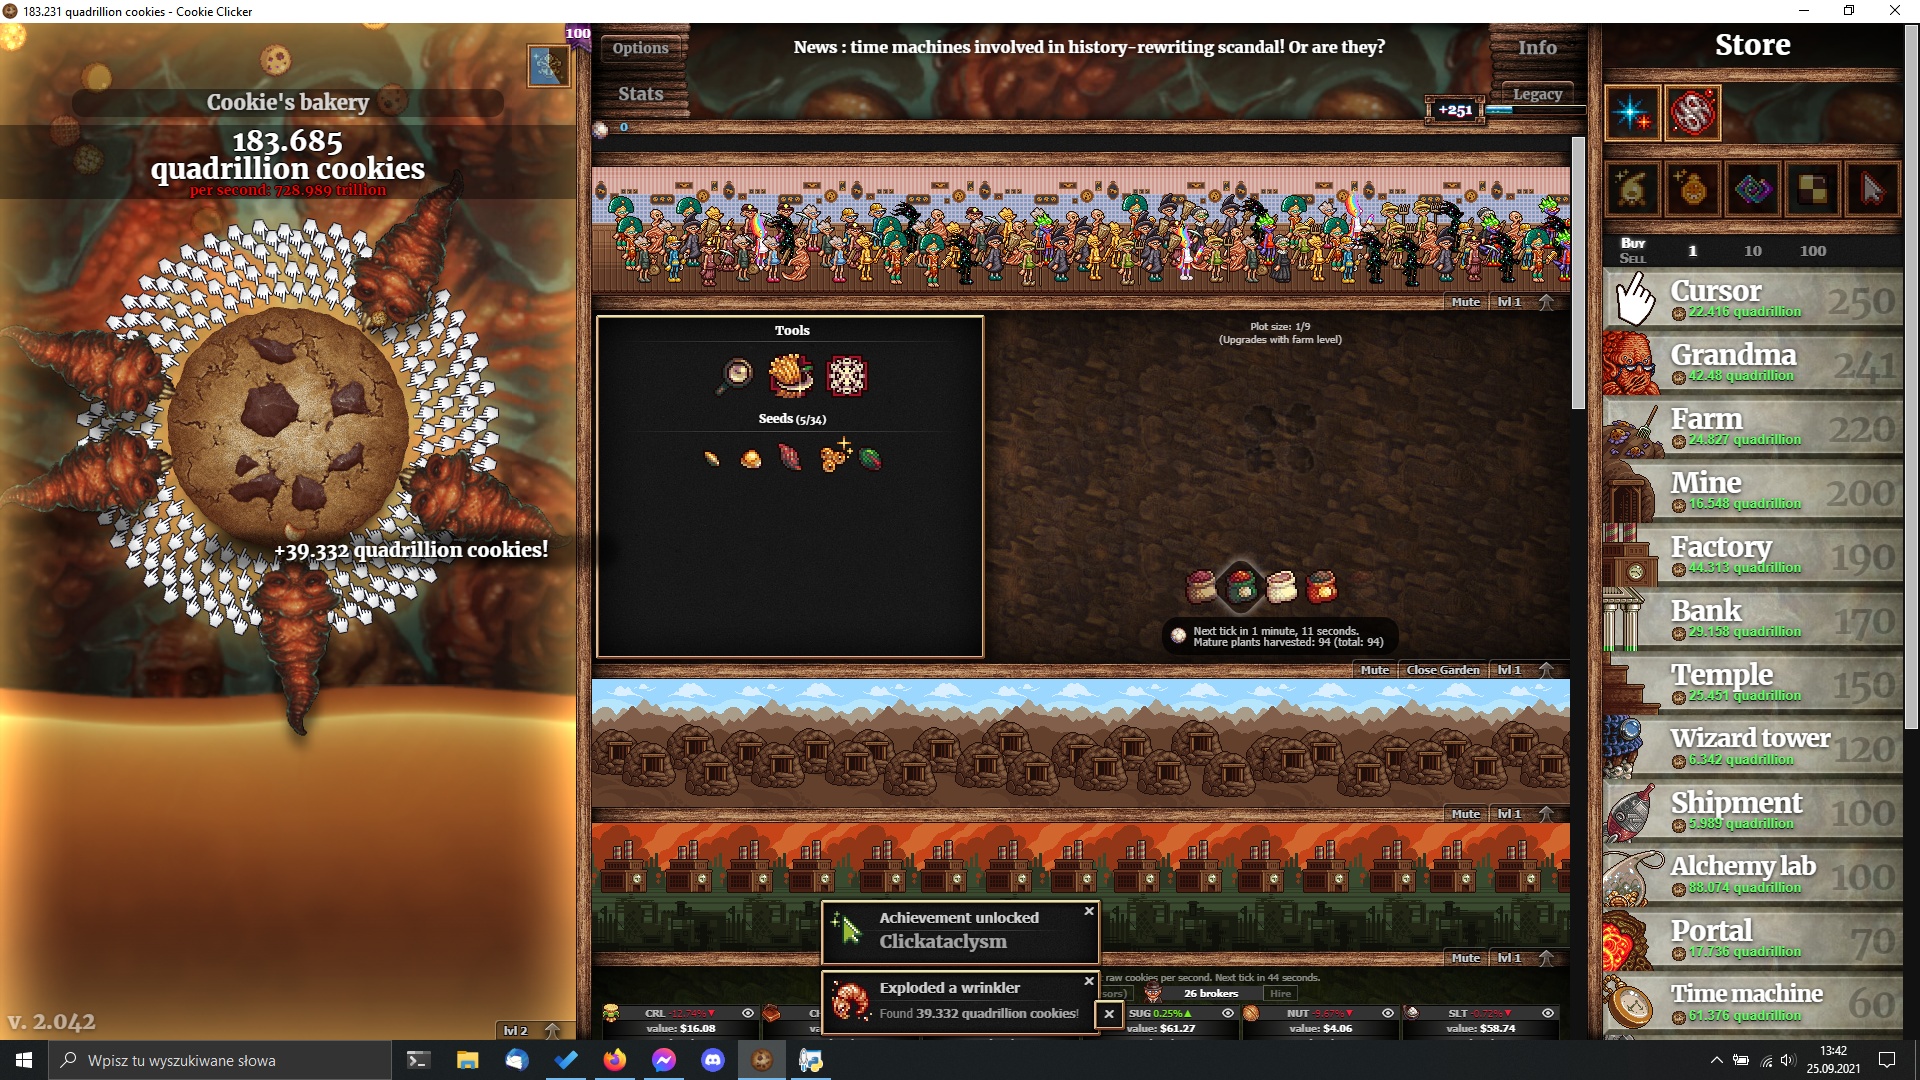 183.231 quadrillion cookies - Cookie Clicker
100
Cookie's bakery
183.685
quadrillion cookies
per second: 728.989 trillion
+39.332 quadrillion cookies!
v. 2.042
lvl 2
Options
Stats
News : time machines involved in history-rewriting scandal! Or are they?
Info
Legacy
+251
0
Mute
lvl 1
Tools
Seeds (5/34)
Plot size: 1/9
(Upgrades with farm level)
Next tick in 1 minute, 11 seconds.
Mature plants harvested: 94 (total: 94)
Mute
Close Garden
lvl 1
Mute
lvl 1
Mute
lvl 1
Achievement unlocked
Clickataclysm
Exploded a wrinkler
Found 39.332 quadrillion cookies!
raw cookies per second. Next tick in 44 seconds.
26 brokers
Hire
CRL -12.74%▼
value: $16.08
SUG 0.25%▲
value: $61.27
NUT -9.67%▼
value: $4.06
SLT -0.72%▼
value: $58.74
Store
Buy
Sell
1
10
100
Cursor
22.416 quadrillion
250
Grandma
42.48 quadrillion
241
Farm
24.827 quadrillion
220
Mine
16.548 quadrillion
200
Factory
44.313 quadrillion
190
Bank
29.158 quadrillion
170
Temple
25.451 quadrillion
150
Wizard tower
6.342 quadrillion
120
Shipment
5.989 quadrillion
100
Alchemy lab
88.074 quadrillion
100
Portal
17.736 quadrillion
70
Time machine
61.376 quadrillion
60
Wpisz tu wyszukiwane słowa
13:42
25.09.2021